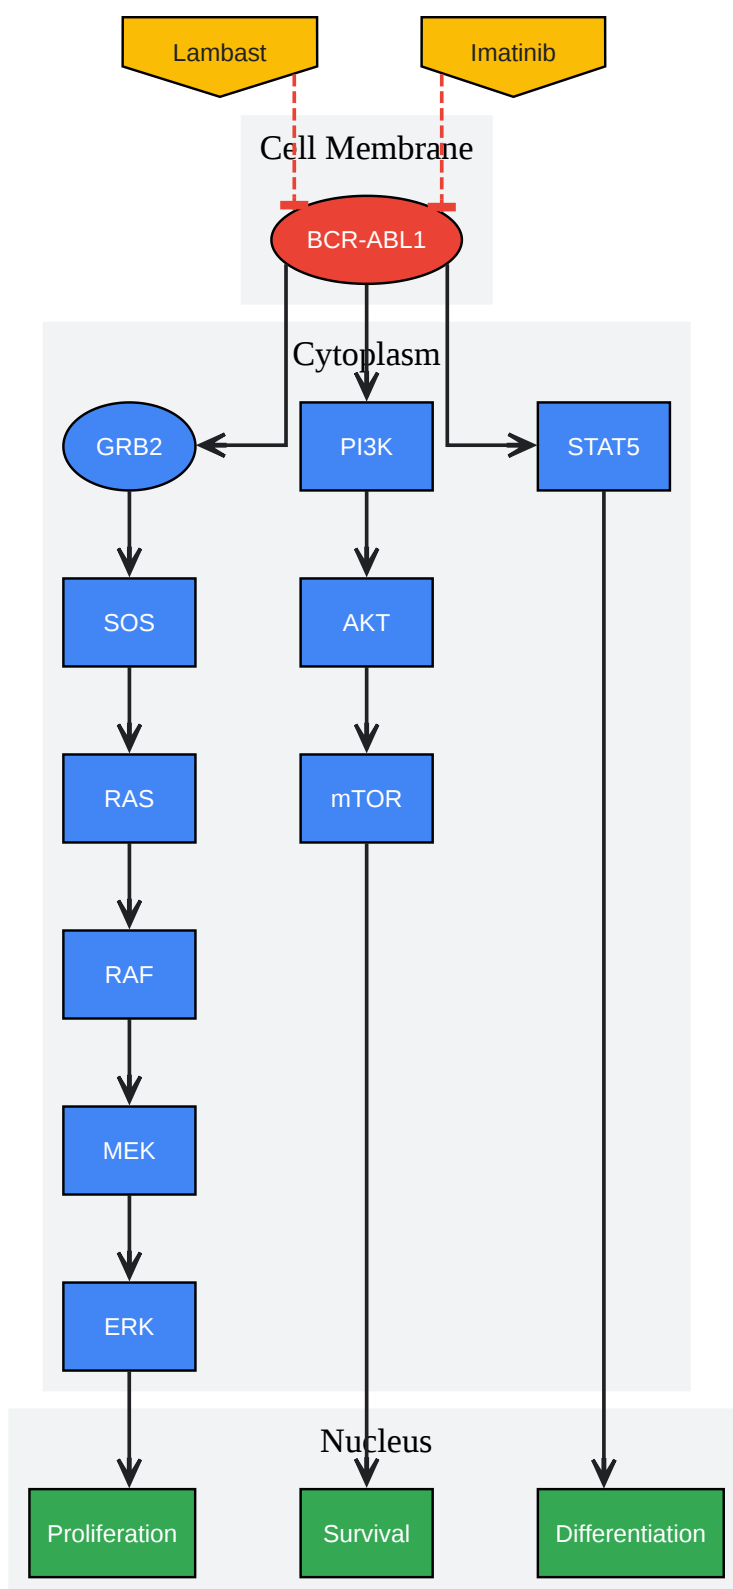 Lambast
Imatinib
Cell Membrane
BCR-ABL1
Cytoplasm
GRB2
PI3K
STAT5
SOS
AKT
RAS
mTOR
RAF
MEK
ERK
Nucleus
Proliferation
Survival
Differentiation